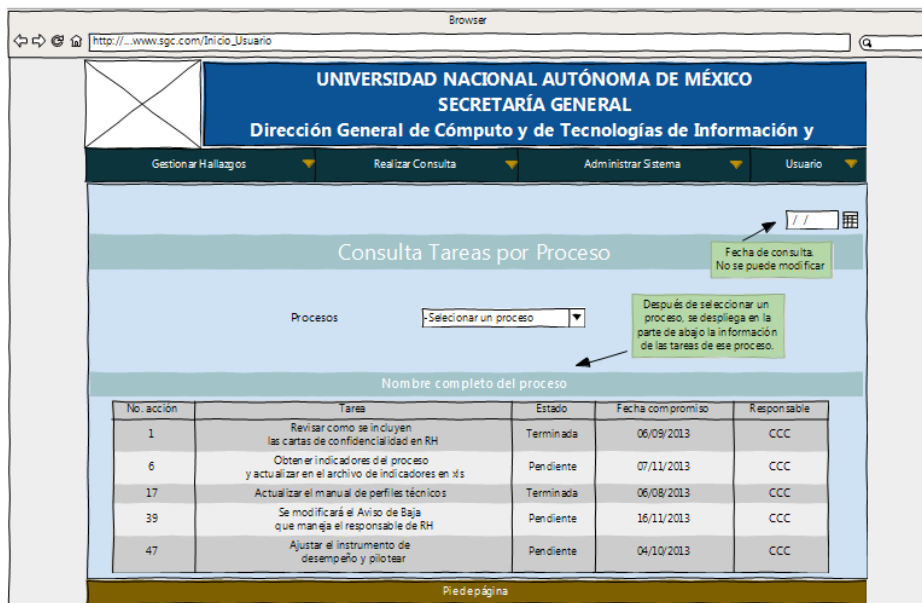 Browser
http://...www.sgc.com/Inicio_Usuario
UNIVERSIDAD NACIONAL AUTÓNOMA DE MÉXICO
SECRETARÍA GENERAL
Dirección General de Cómputo y de Tecnologías de Información y
Gestionar Hallazgos Realizar Consulta Administrar Sistema Usuario
/ /
Consulta Tareas por Proceso
Fecha de consulta.
No se puede modificar
Procesos -Selecionar un proceso
Después de seleccionar un
proceso, se despliega en la
parte de abajo la información
de las tareas de ese proceso.
Nombre completo del proceso
No. acción Tarea Estado Fecha compromiso Responsable
1 Revisar como se incluyen
las cartas de confidencialidad en RH Terminada 06/09/2013 CCC
6 Obtener indicadores del proceso
y actualizar en el archivo de indicadores en xls Pendiente 07/11/2013 CCC
17 Actualizar el manual de perfiles técnicos Terminada 06/08/2013 CCC
39 Se modificará el Aviso de Baja
que maneja el responsable de RH Pendiente 16/11/2013 CCC
47 Ajustar el instrumento de
desempeño y pilotear Pendiente 04/10/2013 CCC
Pie de página